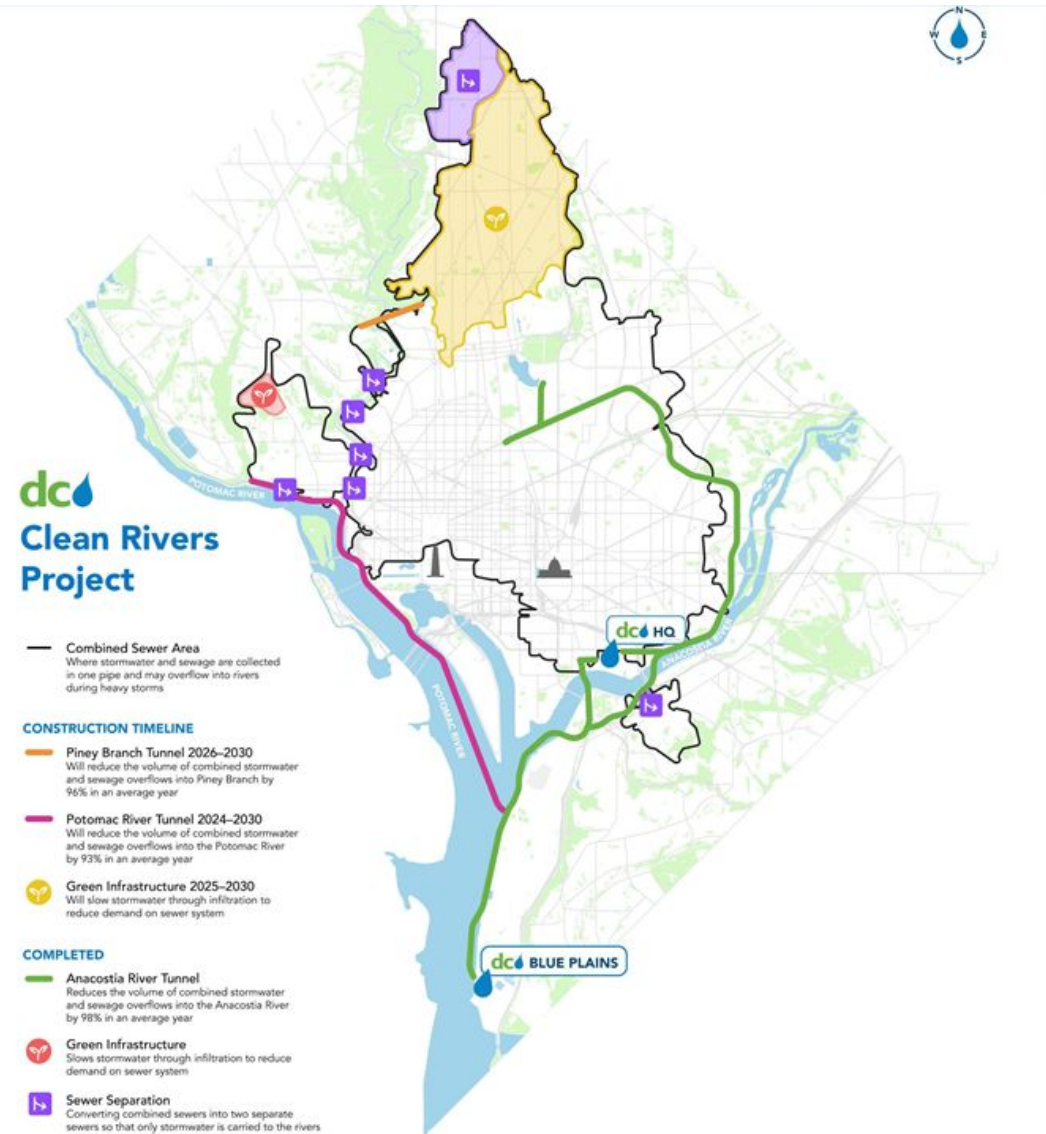 N
W E
S
POTOMAC RIVER
dc
Clean Rivers
Project
dc HQ
ANACOSTIA RIVER
POTOMAC RIVER
dc BLUE PLAINS
Combined Sewer Area
Where stormwater and sewage are collected
in one pipe and may overflow into rivers
during heavy storms
CONSTRUCTION TIMELINE
Piney Branch Tunnel 2026–2030
Will reduce the volume of combined stormwater
and sewage overflows into Piney Branch by
96% in an average year
Potomac River Tunnel 2024–2030
Will reduce the volume of combined stormwater
and sewage overflows into the Potomac River
by 93% in an average year
Green Infrastructure 2025–2030
Will slow stormwater through infiltration to
reduce demand on sewer system
COMPLETED
Anacostia River Tunnel
Reduces the volume of combined stormwater
and sewage overflows into the Anacostia River
by 98% in an average year
Green Infrastructure
Slows stormwater through infiltration to reduce
demand on sewer system
Sewer Separation
Converting combined sewers into two separate
sewers so that only stormwater is carried to the rivers